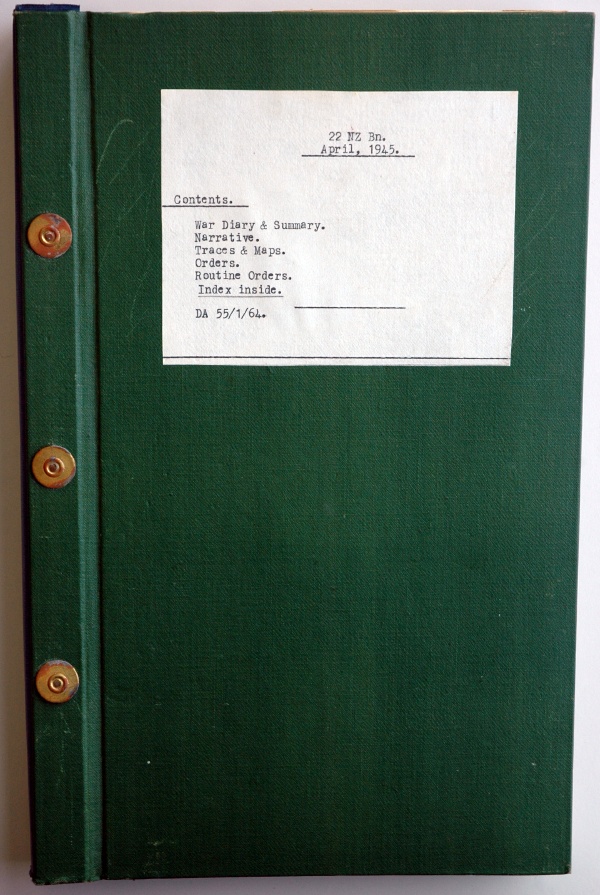 22 NZ Bn.
April, 1945.
Contents.
War Diary & Summary.
Narrative.
Traces & Maps.
Orders.
Routine Orders.
Index inside.
DA 55/1/64.